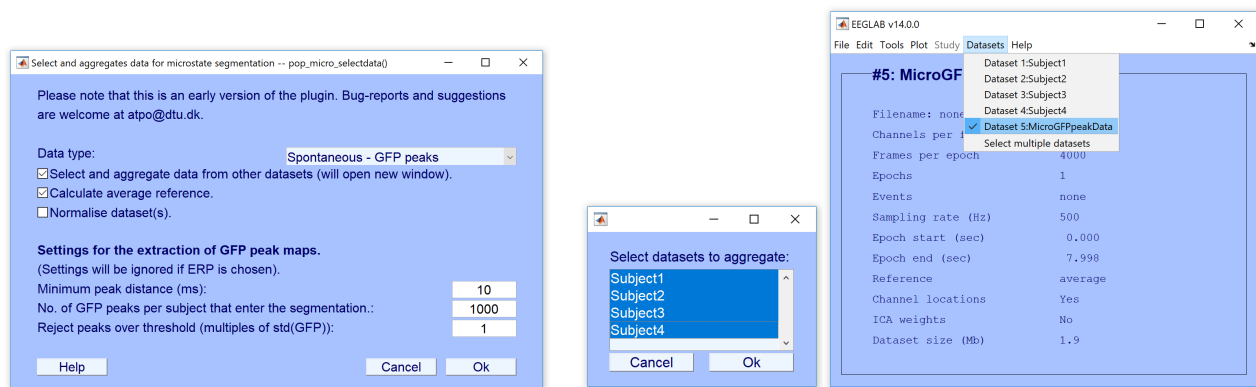 Select and aggregates data for microstate segmentation -- pop_micro_selectdata()
Please note that this is an early version of the plugin. Bug-reports and suggestions
are welcome at atpo@dtu.dk.
Data type:
Spontaneous - GFP peaks
Select and aggregate data from other datasets (will open new window).
Calculate average reference.
Normalise dataset(s).
Settings for the extraction of GFP peak maps.
(Settings will be ignored if ERP is chosen).
Minimum peak distance (ms): 10
No. of GFP peaks per subject that enter the segmentation.: 1000
Reject peaks over threshold (multiples of std(GFP)): 1
Help Cancel Ok
Select datasets to aggregate:
Subject1
Subject2
Subject3
Subject4
Cancel Ok
EEGLAB v14.0.0
File Edit Tools Plot Study Datasets Help
Dataset 1:Subject1
Dataset 2:Subject2
Dataset 3:Subject3
Dataset 4:Subject4
Dataset 5:MicroGFPpeakData
Select multiple datasets
#5: MicroGF
Filename: none
Channels per f
Frames per epoch 4000
Epochs 1
Events none
Sampling rate (Hz) 500
Epoch start (sec) 0.000
Epoch end (sec) 7.998
Reference average
Channel locations Yes
ICA weights No
Dataset size (Mb) 1.9